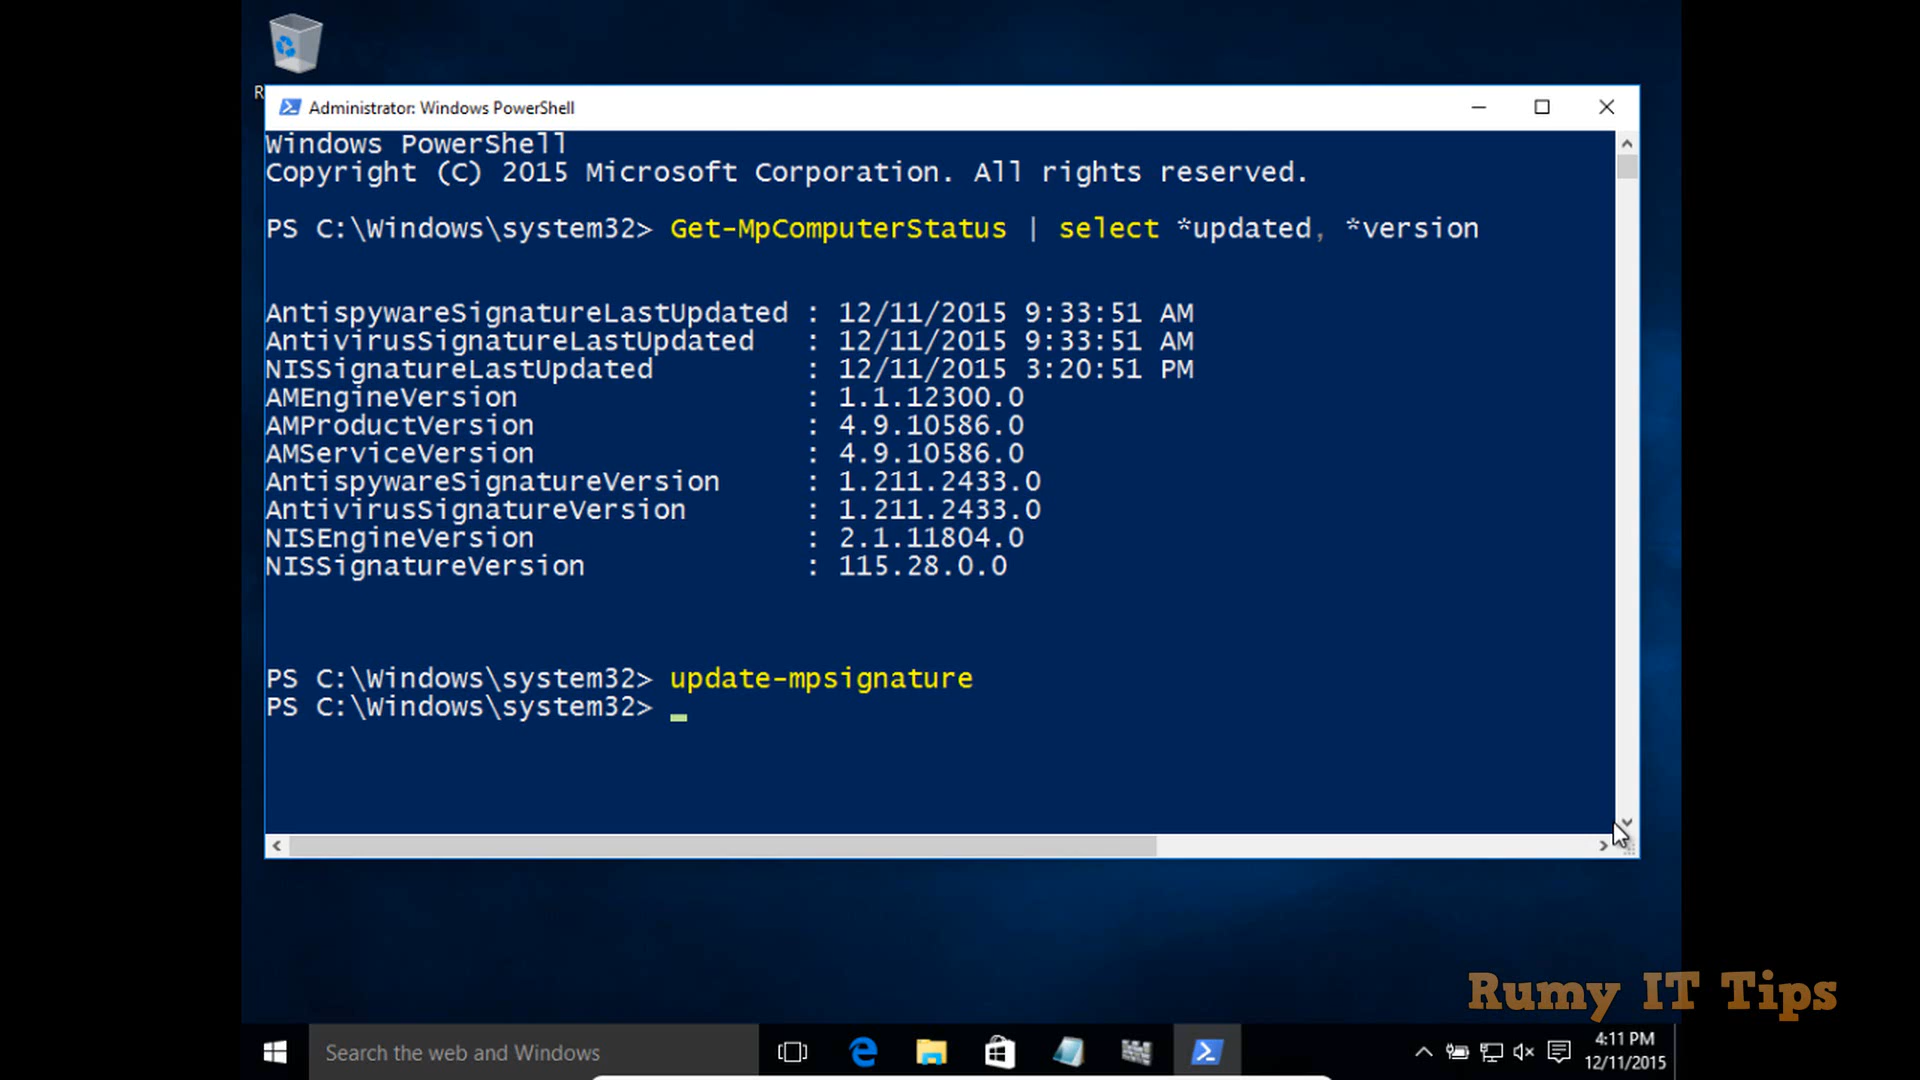 R
Administrator: Windows PowerShell
Windows PowerShell
Copyright (C) 2015 Microsoft Corporation. All rights reserved.
PS C:\Windows\system32> Get-MpComputerStatus | select *updated, *version
AntispywareSignatureLastUpdated : 12/11/2015 9:33:51 AM
AntivirusSignatureLastUpdated : 12/11/2015 9:33:51 AM
NISSignatureLastUpdated : 12/11/2015 3:20:51 PM
AMEngineVersion : 1.1.12300.0
AMProductVersion : 4.9.10586.0
AMServiceVersion : 4.9.10586.0
AntispywareSignatureVersion : 1.211.2433.0
AntivirusSignatureVersion : 1.211.2433.0
NISEngineVersion : 2.1.11804.0
NISSignatureVersion : 115.28.0.0
PS C:\Windows\system32> update-mpsignature
PS C:\Windows\system32>
Rumy IT Tips
Search the web and Windows
4:11 PM
12/11/2015